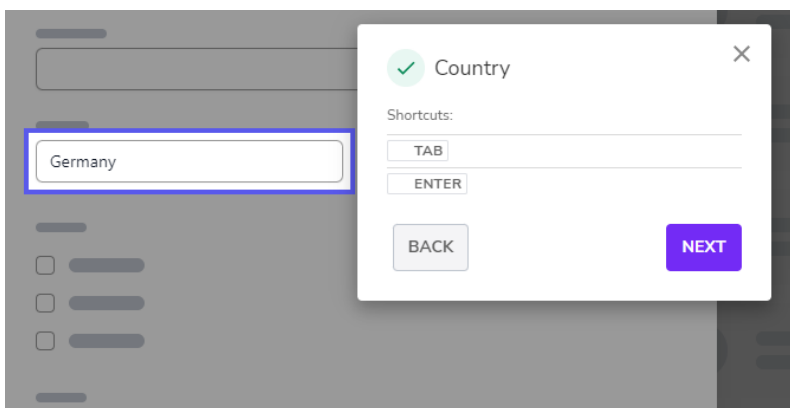 Germany
Country
Shortcuts:
TAB
ENTER
BACK
NEXT